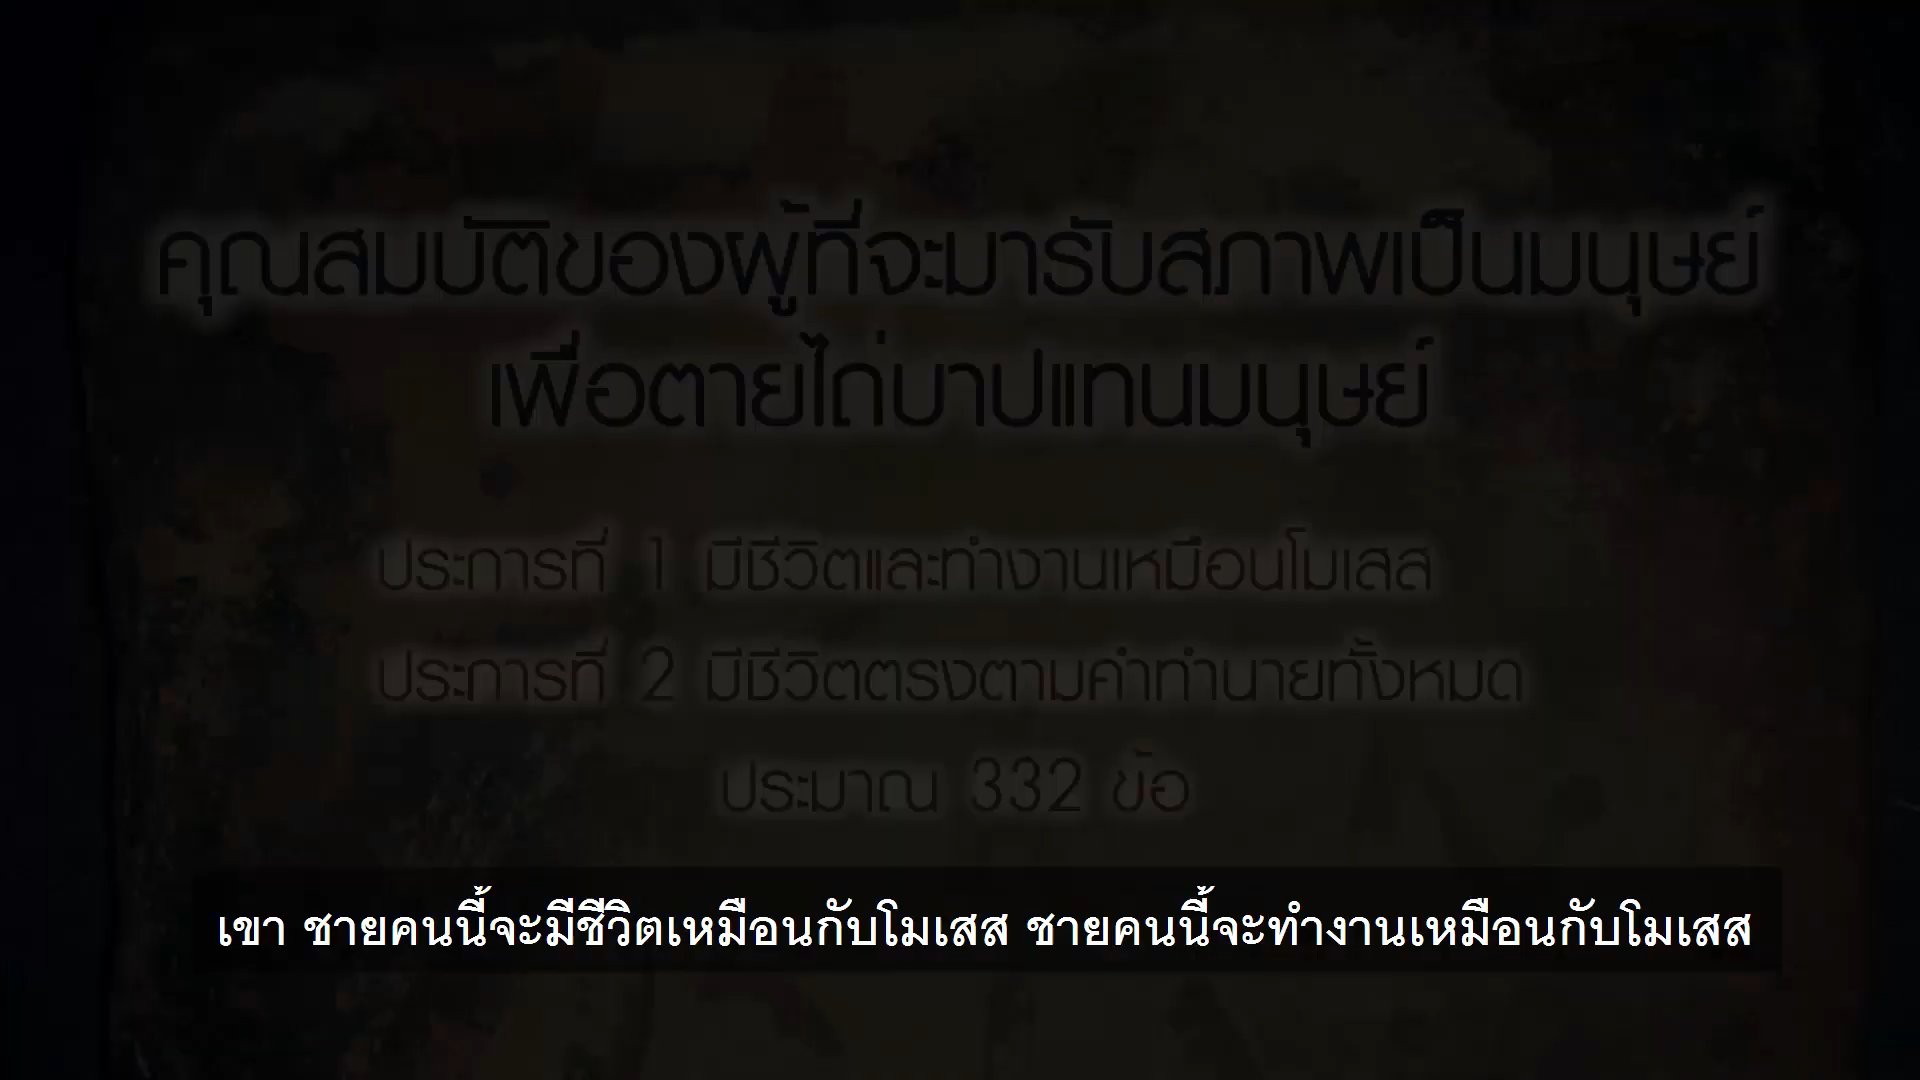 คุณสมบัติของผู้ที่จะมารับสภาพเป็นมนุษย์
เพื่อตายไถ่บาปแทนมนุษย์
ประการที่ 1 มีชีวิตและทำงานเหมือนโมเสส
ประการที่ 2 มีชีวิตตรงตามคำทำนายทั้งหมด
ประมาณ 332 ข้อ
เขา ชายคนนี้จะมีชีวิตเหมือนกับโมเสส ชายคนนี้จะทำงานเหมือนกับโมเสส